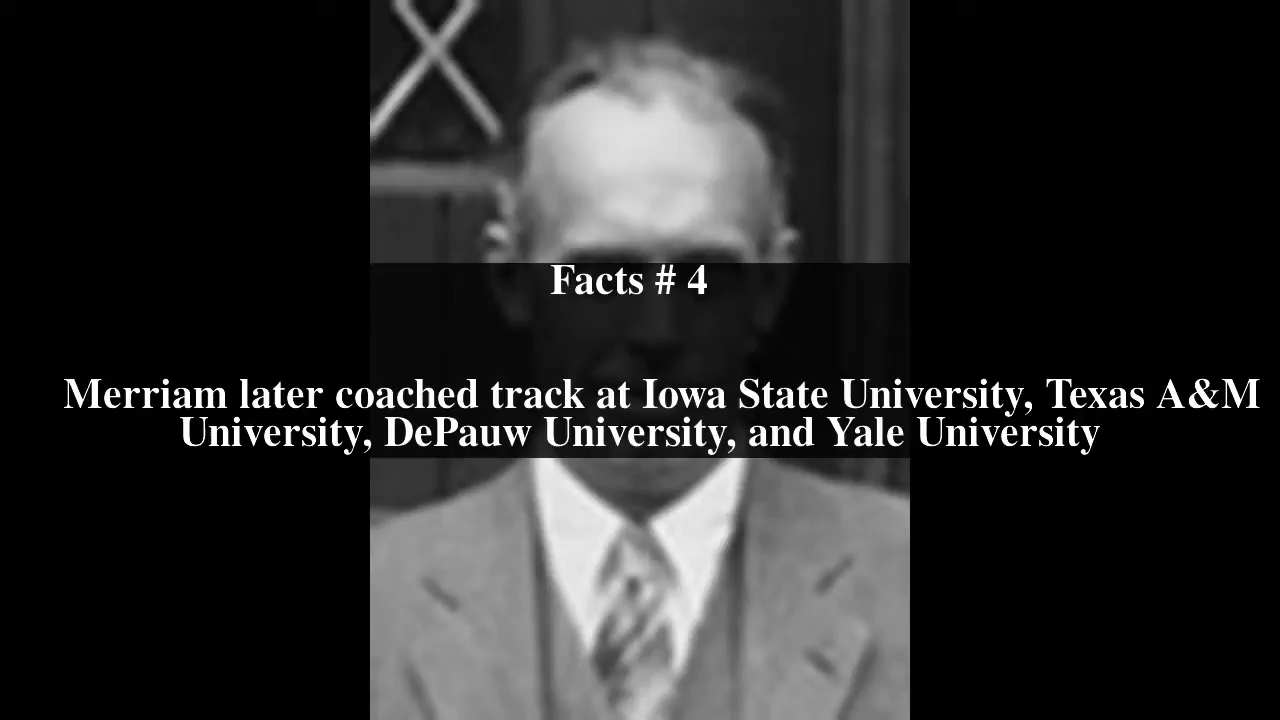 Facts # 4
Merriam later coached track at Iowa State University, Texas A&M
University, DePauw University, and Yale University